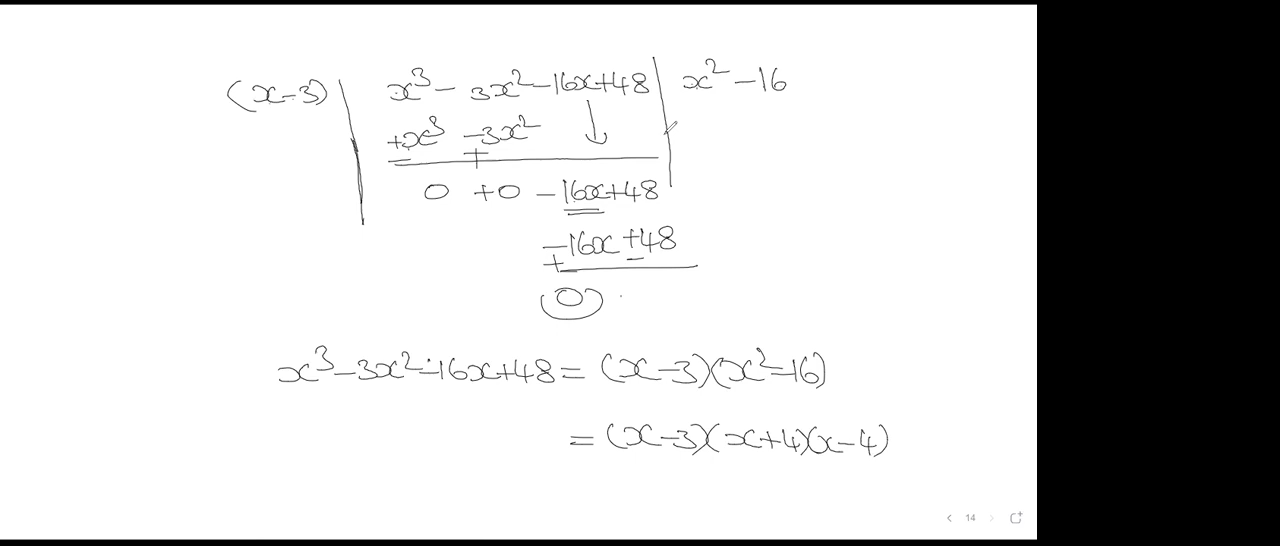 (x-3) x³ - 3x² - 16x + 48 x² - 16
+x³ - 3x²
- +
0 + 0 - 16x + 48
-16x + 48
+ -
0
x³ - 3x² - 16x + 48 = (x-3)(x²-16)
= (x-3)(x+4)(x-4)
14